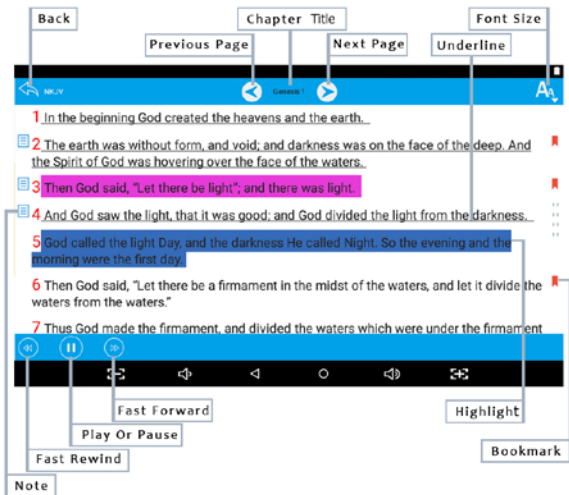 Back
Chapter Title
Font Size
Previous Page
Next Page
Underline
NKJV
Genesis 1
AA
1 In the beginning God created the heavens and the earth.
2 The earth was without form, and void; and darkness was on the face of the deep. And
the Spirit of God was hovering over the face of the waters.
3 Then God said, “Let there be light”; and there was light.
4 And God saw the light, that it was good; and God divided the light from the darkness.
5 God called the light Day, and the darkness He called Night. So the evening and the
morning were the first day.
6 Then God said, “Let there be a firmament in the midst of the waters, and let it divide the
waters from the waters.”
7 Thus God made the firmament, and divided the waters which were under the firmament
Fast Forward
Highlight
Play Or Pause
Bookmark
Fast Rewind
Note